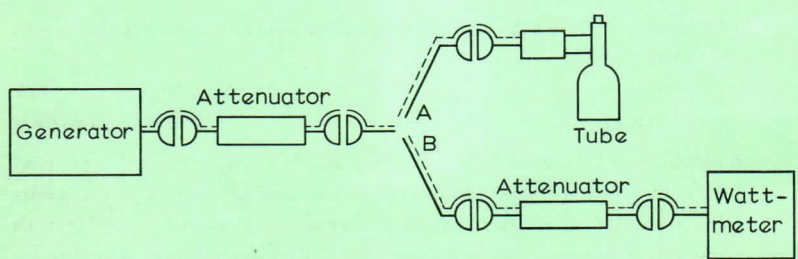 Attenuator
Generator
A
B
Tube
Attenuator
Watt-
meter